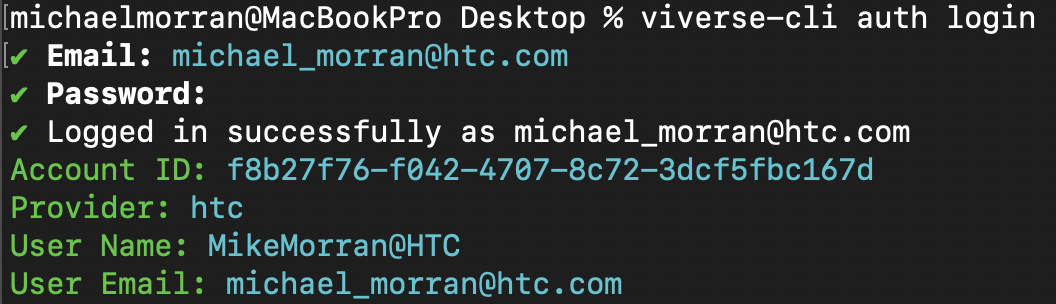 [michaelmorran@MacBookPro Desktop % viverse-cli auth login
[✔ Email: michael_morran@htc.com
✔ Password:
✔ Logged in successfully as michael_morran@htc.com
Account ID: f8b27f76-f042-4707-8c72-3dcf5fbc167d
Provider: htc
User Name: MikeMorran@HTC
User Email: michael_morran@htc.com